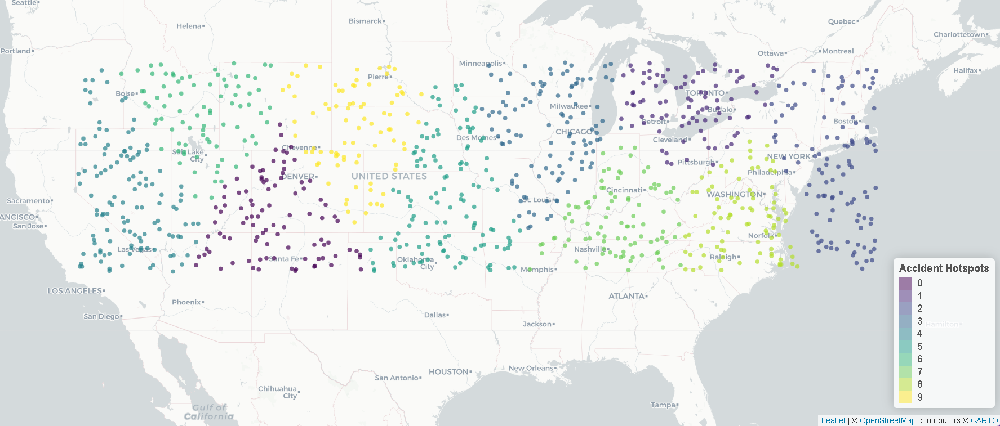 Seattle
Helena
Bismarck
Quebec
Charlottetown
Portland
Ottawa
Montreal
Minneapolis
Halifax
Pierre
Boise
TORONTO
Milwaukee
Buffalo
Detroit
Boston
CHICAGO
Des Moines
Cleveland
Cheyenne
Salt Lake
City
NEW YORK
Pittsburgh
Philadelphia
DENVER
UNITED STATES
Cincinnati
WASHINGTON
Sacramento
St. Louis
ANCISCO
San Jose
Norfolk
Las Vegas
Nashville
Raleigh
Santa Fe
Oklahoma
City
Memphis
LOS ANGELES
ATLANTA
Phoenix
San Diego
Dallas
Jackson
Hamilton
New Orleans
HOUSTON
San Antonio
Chihuahua
City
Tampa
Gulf of
California
Accident Hotspots
0
1
2
3
4
5
6
7
8
9
Leaflet | © OpenStreetMap contributors © CARTO